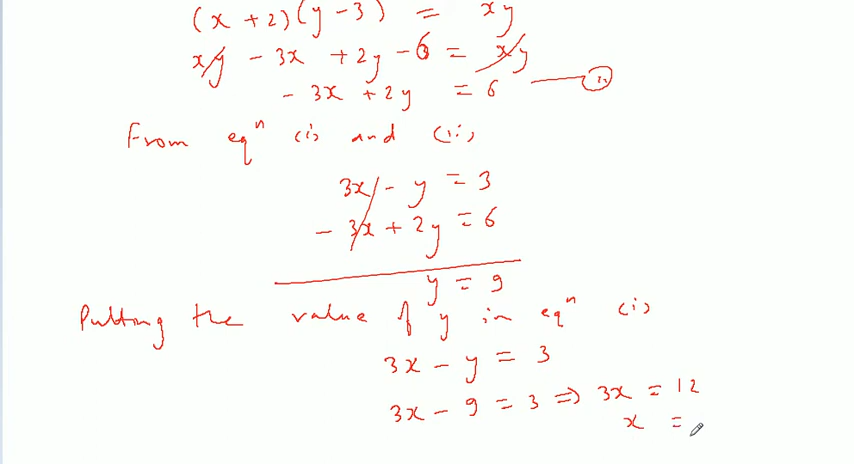 (x + 2)(y - 3) = xy
xy - 3x + 2y - 6 = xy
- 3x + 2y = 6 —— (ii)
From eqⁿ (i) and (ii)
3x - y = 3
- 3x + 2y = 6
y = 9
Putting the value of y in eqⁿ (i)
3x - y = 3
3x - 9 = 3 ⇒ 3x = 12
x =